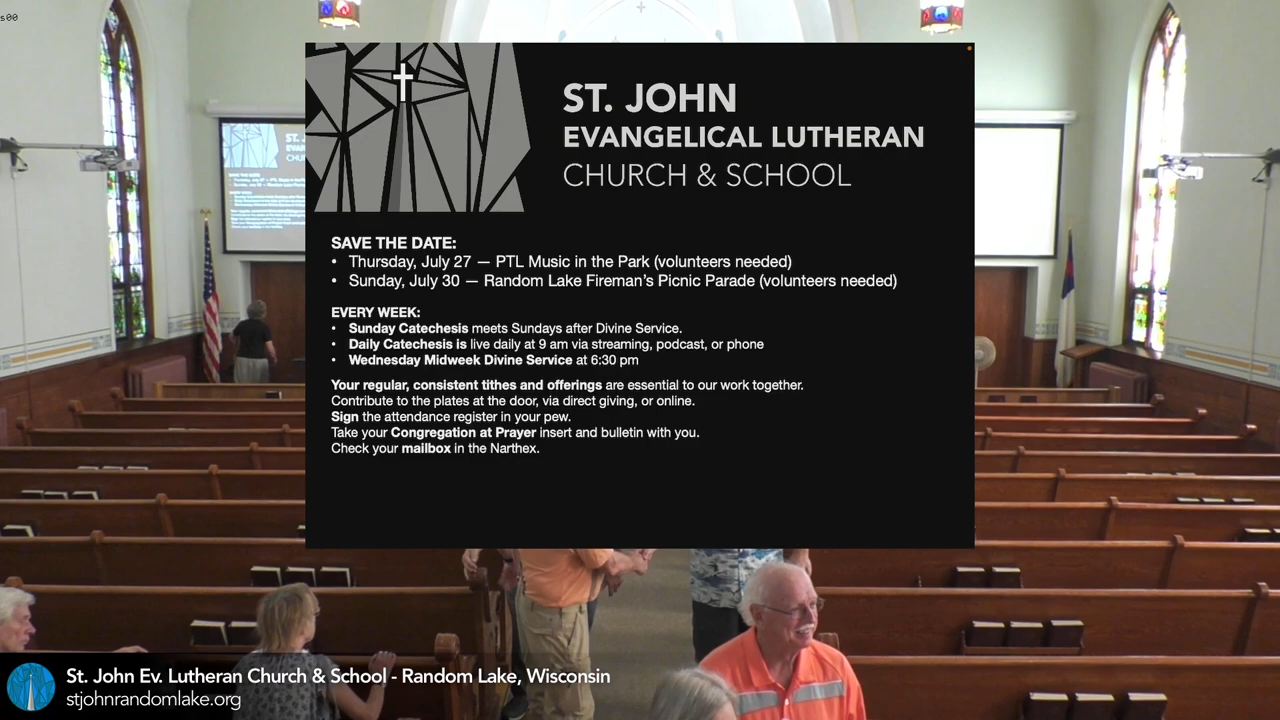 s00
ST. JOHN
EVANGELICAL LUTHERAN
CHURCH & SCHOOL
SAVE THE DATE:
• Thursday, July 27 — PTL Music in the Park (volunteers needed)
• Sunday, July 30 — Random Lake Fireman's Picnic Parade (volunteers needed)
EVERY WEEK:
• Sunday Catechesis meets Sundays after Divine Service.
• Daily Catechesis is live daily at 9 am via streaming, podcast, or phone
• Wednesday Midweek Divine Service at 6:30 pm
Your regular, consistent tithes and offerings are essential to our work together.
Contribute to the plates at the door, via direct giving, or online.
Sign the attendance register in your pew.
Take your Congregation at Prayer insert and bulletin with you.
Check your mailbox in the Narthex.
St. John Ev. Lutheran Church & School - Random Lake, Wisconsin
stjohnrandomlake.org